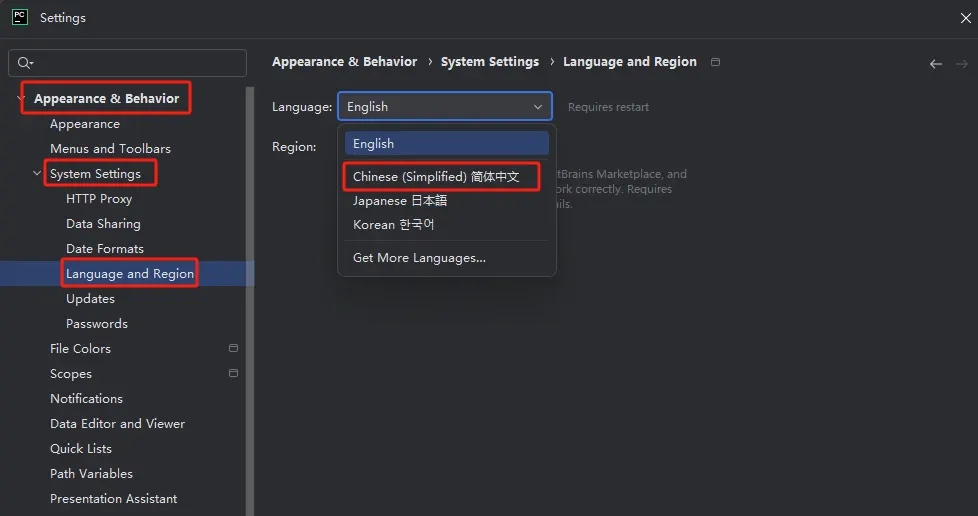 PC
Settings
Appearance & Behavior
Appearance
Menus and Toolbars
System Settings
HTTP Proxy
Data Sharing
Date Formats
Language and Region
Updates
Passwords
File Colors
Scopes
Notifications
Data Editor and Viewer
Quick Lists
Path Variables
Presentation Assistant
Appearance & Behavior › System Settings › Language and Region
Language: English Requires restart
Region:
English
Chinese (Simplified) 简体中文
Japanese 日本語
Korean 한국어
Get More Languages...
Marketplace, and
correctly. Requires